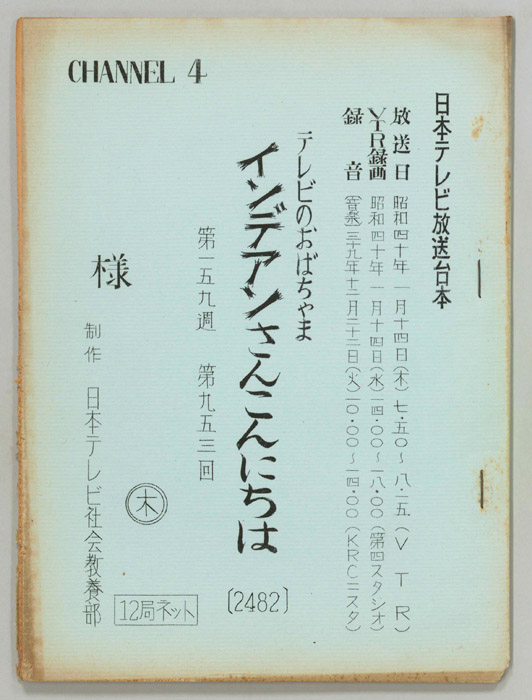 CHANNEL 4
日本テレビ放送台本
放送日 昭和四十年 一月十四日(木)七・五〇~八・一五(VTR)
VTR録画 昭和四十年 一月十四日(水)一四・〇〇~一八・〇〇(第四スタジオ)
録音 (音楽)三十九年十二月二十二日(火)一〇・〇〇~一四・〇〇(KRC二スタ)
テレビのおばちゃま
インデアンさんこんにちは
[2482]
第一五九週 第九五三回
様
木
制作 日本テレビ社会教養部
12局ネット